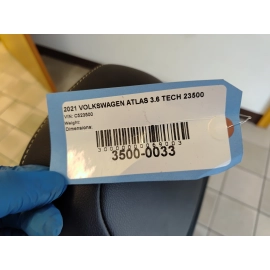 2021 VOLKSWAGEN ATLAS 3.6 TECH 23500
VIN: C523500
Weight:
Dimensions:
3500-0033